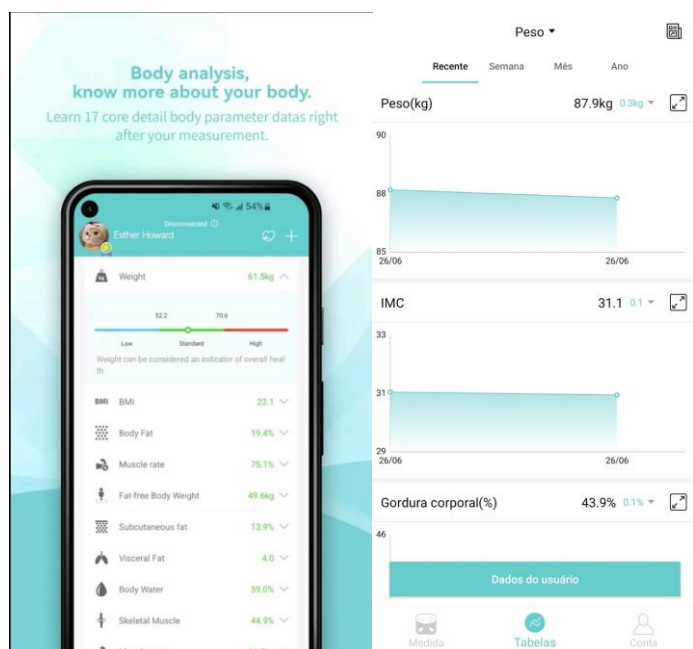 Body analysis,
know more about your body.
Learn 17 core detail body parameter datas right
after your measurement.
54%
Disconnected
Esther Howard
Weight 61.5kg
52.2 70.6
Low Standard High
Weight can be considered an indicator of overall heal
th
BMI BMI 22.1
Body Fat 19.4%
Muscle rate 75.1%
Fat-free Body Weight 49.6kg
Subcutaneous fat 13.9%
Visceral Fat 4.0
Body Water 59.0%
Skeletal Muscle 44.9%
Peso
Recente Semana Mês Ano
Peso(kg) 87.9kg 0.3kg
90
88
85
26/06 26/06
IMC 31.1 0.1
33
31
29
26/06 26/06
Gordura corporal(%) 43.9% 0.1%
46
Dados do usuário
Medida Tabelas Conta